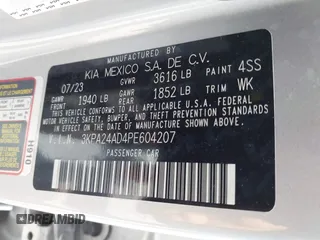 MANUFACTURED BY
KIA MEXICO S.A. DE C.V.
07/23 GVWR 3616 LB PAINT 4SS
GAWR FRONT 1940 LB GAWR REAR 1852 LB TRIM WK
THIS VEHICLE CONFORMS TO ALL APPLICABLE U.S. FEDERAL
MOTOR VEHICLE SAFETY, BUMPER, AND THEFT PREVENTION STANDARDS
IN EFFECT ON THE DATE OF MANUFACTURE SHOWN ABOVE.
V.I.N. 3KPA24AD4PE604207
PASSENGER CAR
H910
DREAMBID